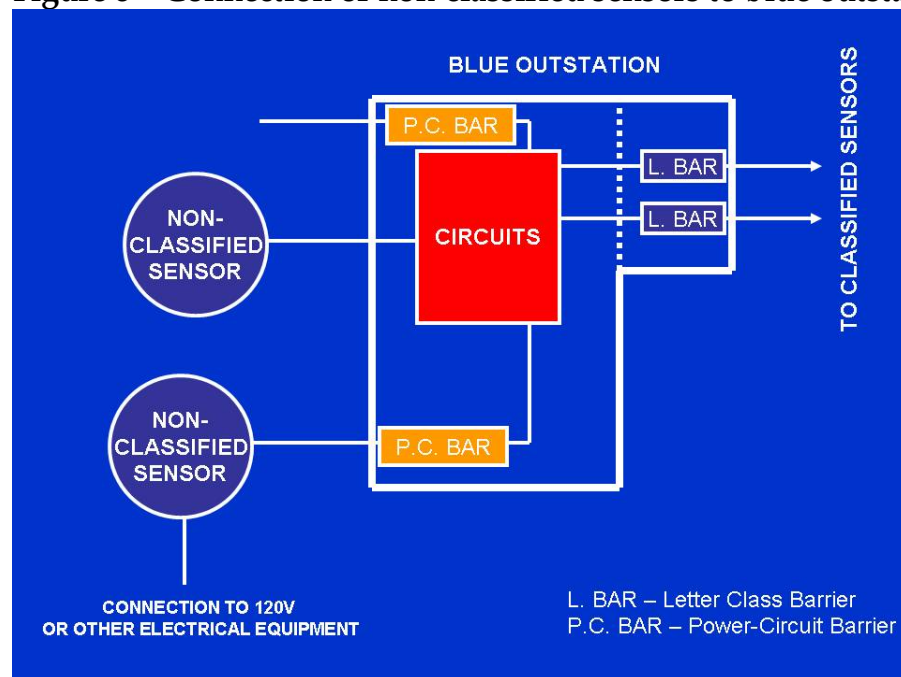 BLUE OUTSTATION
P.C. BAR
L. BAR
L. BAR
TO CLASSIFIED SENSORS
NON-
CLASSIFIED
SENSOR
CIRCUITS
NON-
CLASSIFIED
SENSOR
P.C. BAR
CONNECTION TO 120V
OR OTHER ELECTRICAL EQUIPMENT
L. BAR – Letter Class Barrier
P.C. BAR – Power-Circuit Barrier